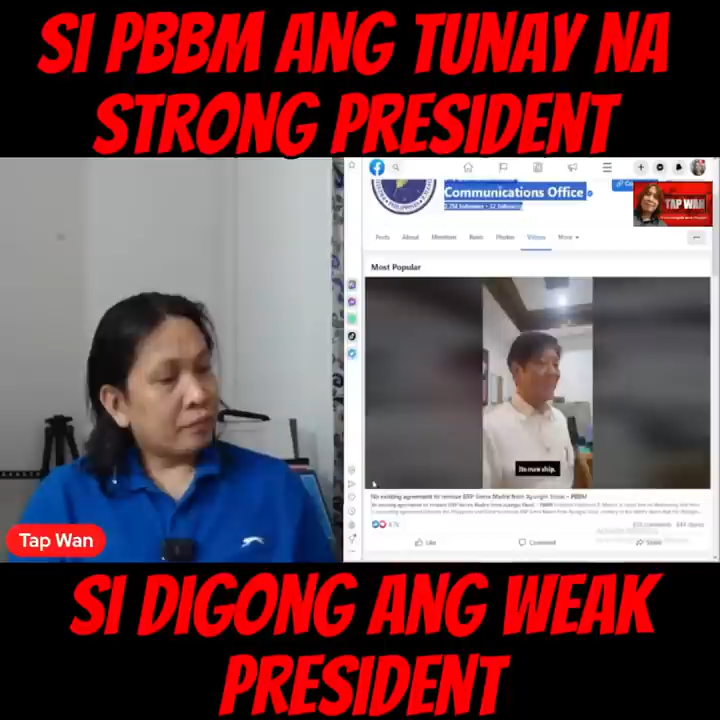 SI PBBM ANG TUNAY NA
STRONG PRESIDENT
Communications Office
TAP WAN
Posts About Mentions Reels Photos Videos More
Most Popular
Its our ship.
No existing agreement to remove BRP Sierra Madre from Ayungin Shoal – PBBM
Like Comment Share
Tap Wan
SI DIGONG ANG WEAK
PRESIDENT